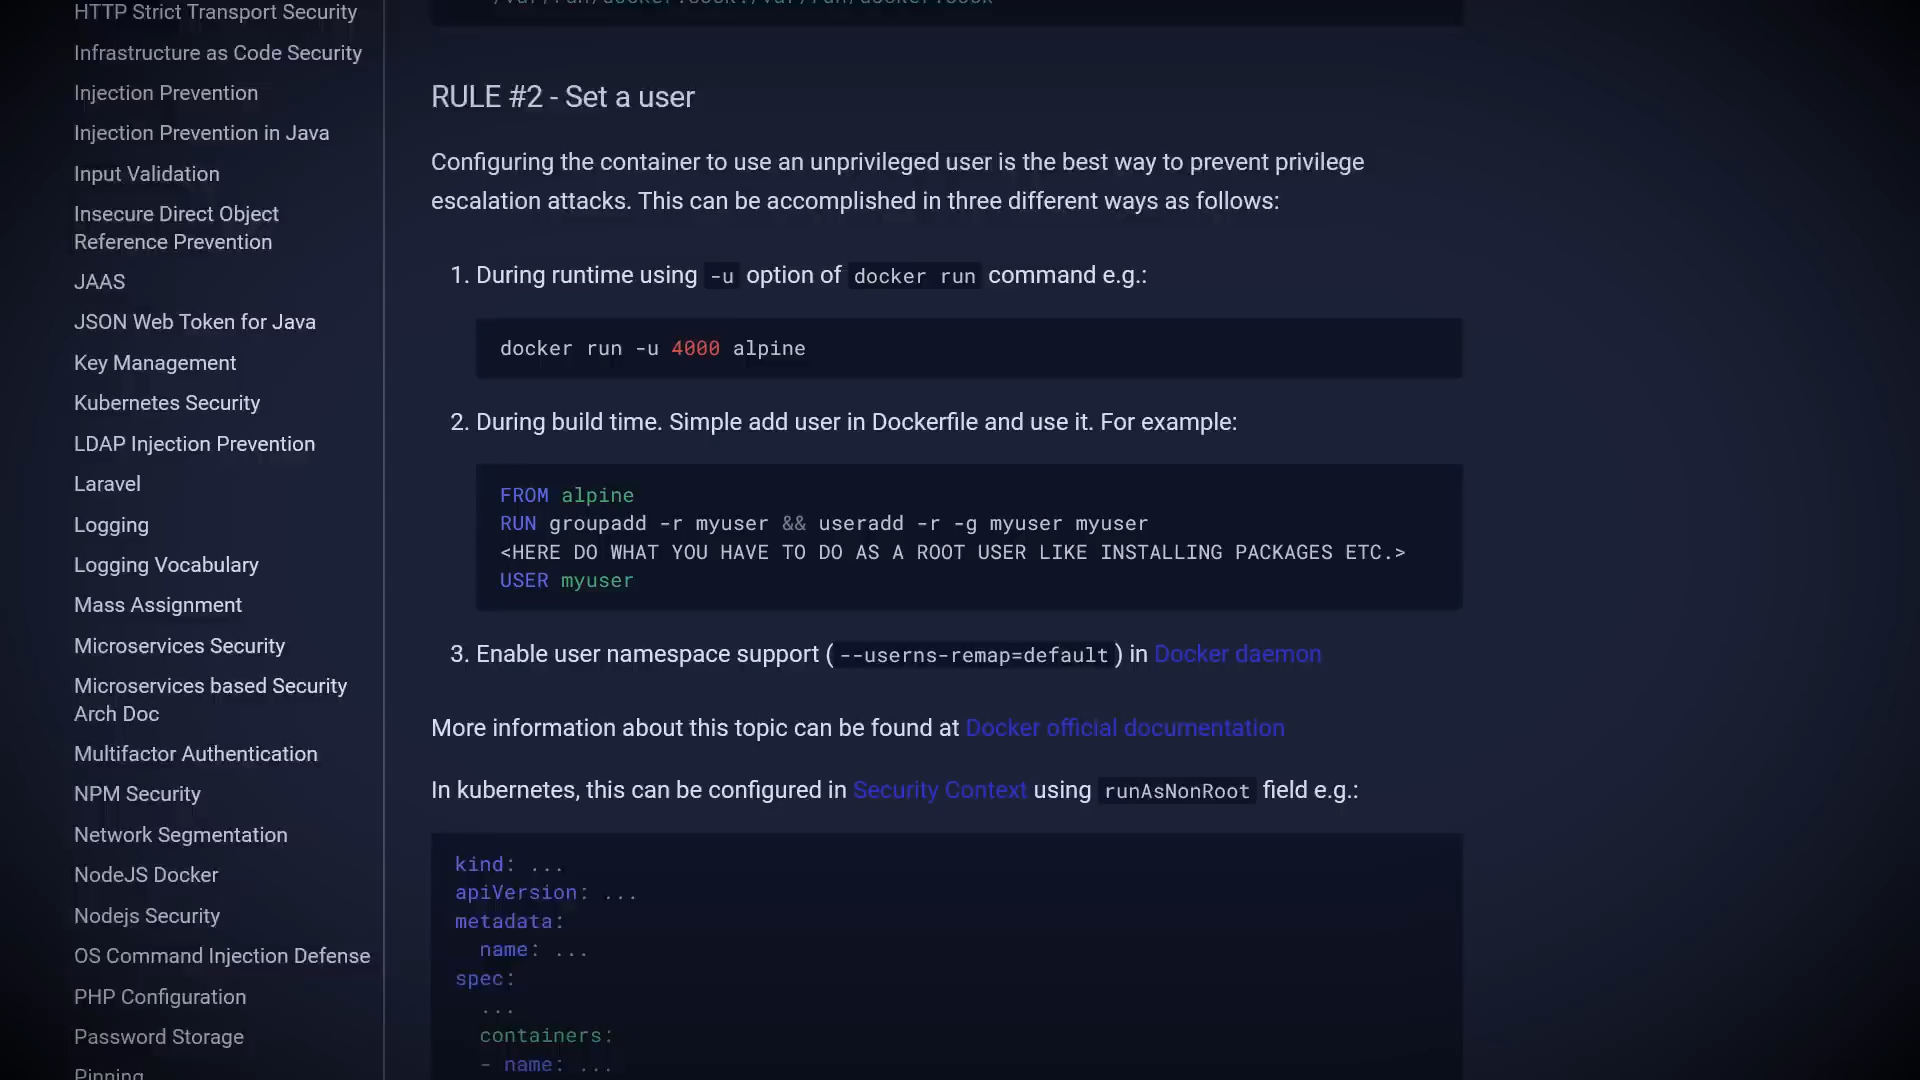 HTTP Strict Transport Security
Infrastructure as Code Security
Injection Prevention
Injection Prevention in Java
Input Validation
Insecure Direct Object
Reference Prevention
JAAS
JSON Web Token for Java
Key Management
Kubernetes Security
LDAP Injection Prevention
Laravel
Logging
Logging Vocabulary
Mass Assignment
Microservices Security
Microservices based Security
Arch Doc
Multifactor Authentication
NPM Security
Network Segmentation
NodeJS Docker
Nodejs Security
OS Command Injection Defense
PHP Configuration
Password Storage
Pinning
RULE #2 - Set a user
Configuring the container to use an unprivileged user is the best way to prevent privilege
escalation attacks. This can be accomplished in three different ways as follows:
1. During runtime using -u option of docker run command e.g.:
docker run -u 4000 alpine
2. During build time. Simple add user in Dockerfile and use it. For example:
FROM alpine
RUN groupadd -r myuser && useradd -r -g myuser myuser
<HERE DO WHAT YOU HAVE TO DO AS A ROOT USER LIKE INSTALLING PACKAGES ETC.>
USER myuser
3. Enable user namespace support (--userns-remap=default) in Docker daemon
More information about this topic can be found at Docker official documentation
In kubernetes, this can be configured in Security Context using runAsNonRoot field e.g.:
kind: ...
apiVersion: ...
metadata:
name: ...
spec:
...
containers:
- name: ...